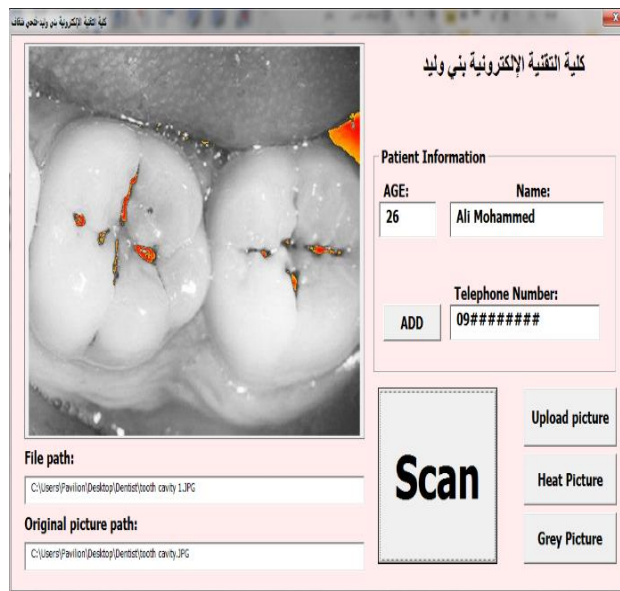 كلية التقنية الإلكترونية بني وليد-فتحي شفاف
كلية التقنية الإلكترونية بني وليد
Patient Information
AGE:
Name:
26
Ali Mohammed
Telephone Number:
ADD
09########
Scan
Upload picture
Heat Picture
Grey Picture
File path:
C:\Users\Pavilion\Desktop\Dentist\tooth cavity 1.JPG
Original picture path:
C:\Users\Pavilion\Desktop\Dentist\tooth cavity.JPG